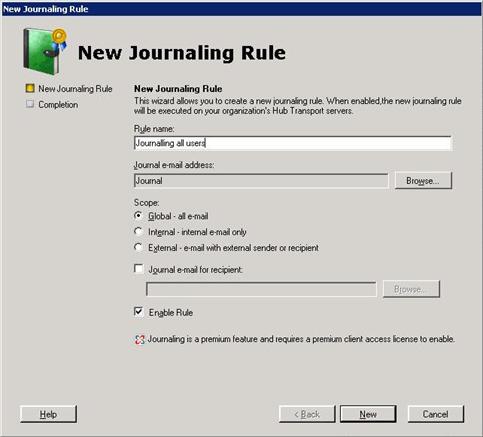 New Journaling Rule
New Journaling Rule
New Journaling Rule
Completion
New Journaling Rule
This wizard allows you to create a new journaling rule. When enabled,the new journaling rule
will be executed on your organization's Hub Transport servers.
Rule name:
Journalling all users
Journal e-mail address:
Journal
Browse...
Scope:
Global - all e-mail
Internal - internal e-mail only
External - e-mail with external sender or recipient
Journal e-mail for recipient:
Browse...
Enable Rule
Journaling is a premium feature and requires a premium client access license to enable.
Help
< Back
New
Cancel